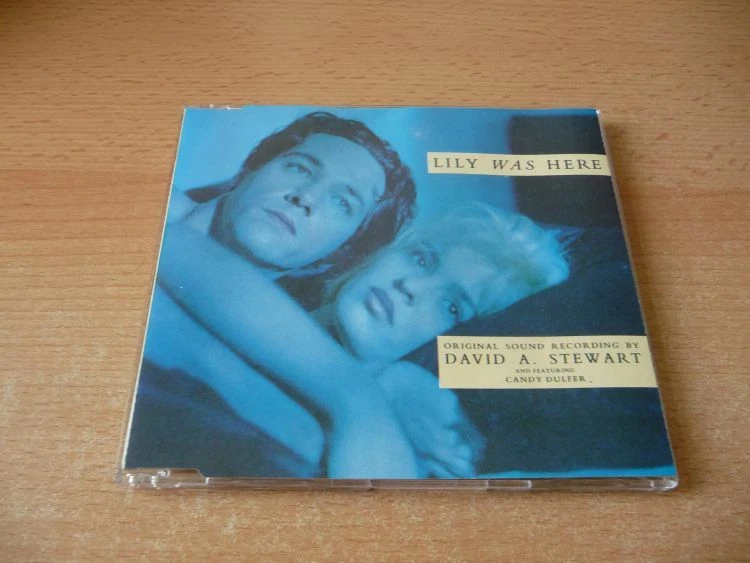 LILY WAS HERE
ORIGINAL SOUND RECORDING BY
DAVID A. STEWART
AND FEATURING
CANDY DULFER